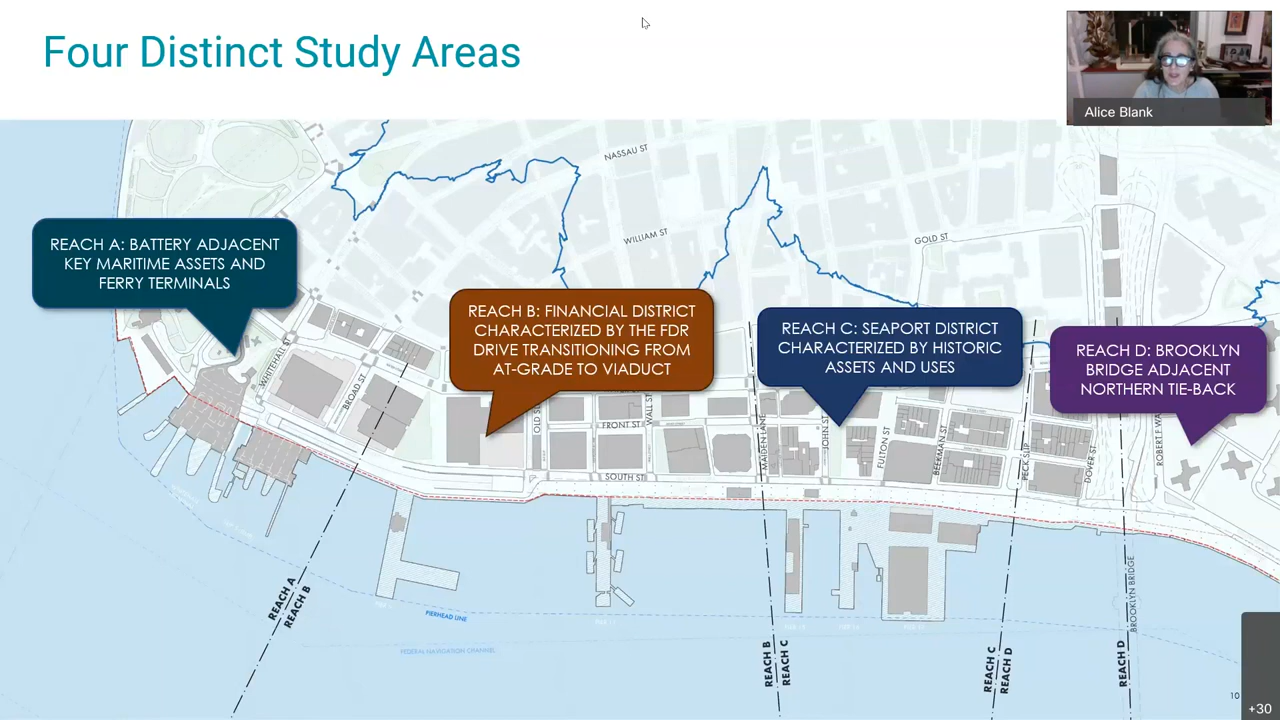 Four Distinct Study Areas
Alice Blank
NASSAU ST
WILLIAM ST
GOLD ST
REACH A: BATTERY ADJACENT
KEY MARITIME ASSETS AND
FERRY TERMINALS
REACH B: FINANCIAL DISTRICT
CHARACTERIZED BY THE FDR
DRIVE TRANSITIONING FROM
AT-GRADE TO VIADUCT
REACH C: SEAPORT DISTRICT
CHARACTERIZED BY HISTORIC
ASSETS AND USES
REACH D: BROOKLYN
BRIDGE ADJACENT
NORTHERN TIE-BACK
WHITEHALL ST
BROAD ST
WALL ST
FRONT ST
SOUTH ST
MAIDEN LANE
JOHN ST
FULTON ST
BEEKMAN ST
PECK SLIP
DOVER ST
REACH A
REACH B
PIERHEAD LINE
FEDERAL NAVIGATION CHANNEL
REACH B
REACH C
REACH C
REACH D
REACH D
BROOKLYN BRIDGE
10
+30